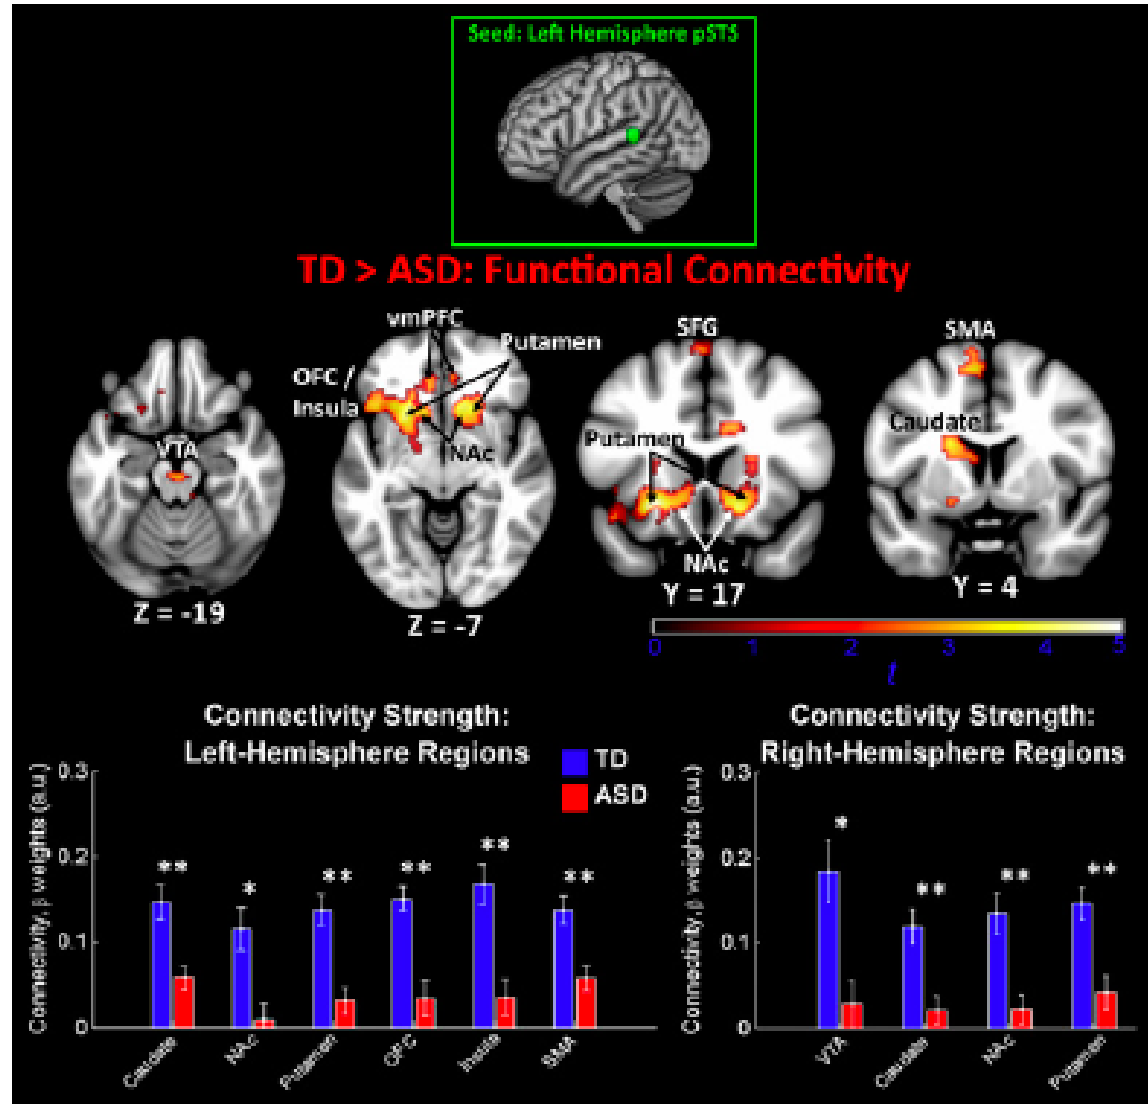 Seed: Left Hemisphere pSTS
TD > ASD: Functional Connectivity
vmPFC
Putamen
OFC /
Insula
NAc
VTA
SFG
Putamen
NAc
SMA
Caudate
Z = -19
Z = -7
Y = 17
Y = 4
0 1 2 3 4 5
t
Connectivity Strength:
Left-Hemisphere Regions
TD
ASD
Connectivity, β weights (a.u.)
0.3
0.2
0.1
0
** * ** ** ** **
Caudate NAc Putamen OFC Insula SMA
Connectivity Strength:
Right-Hemisphere Regions
Connectivity, β weights (a.u.)
0.3
0.2
0.1
0
* ** ** **
VTA Caudate NAc Putamen